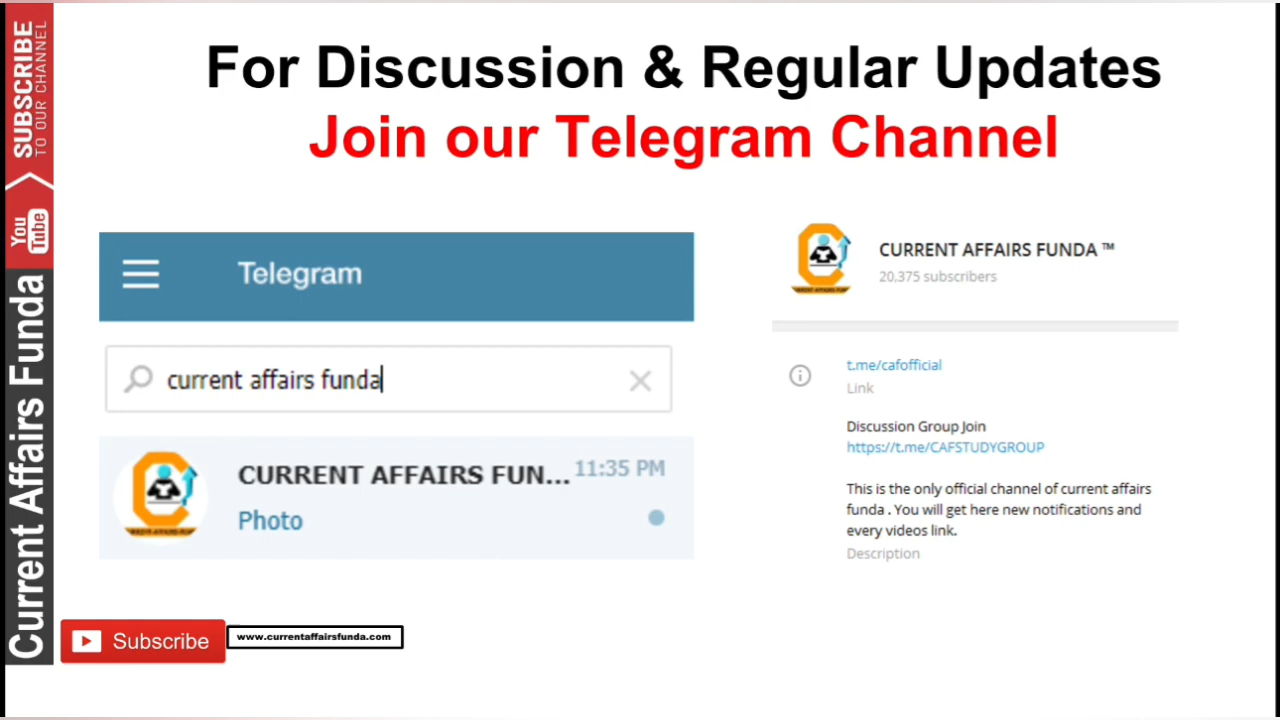 For Discussion & Regular Updates
Join our Telegram Channel
SUBSCRIBE
TO OUR CHANNEL
You
Tube
Current Affairs Funda
Telegram
current affairs funda
CURRENT AFFAIRS FUN...
11:35 PM
Photo
CURRENT AFFAIRS FUNDA ™
20,375 subscribers
t.me/cafofficial
Link
Discussion Group Join
https://t.me/CAFSTUDYGROUP
This is the only official channel of current affairs
funda . You will get here new notifications and
every videos link.
Description
Subscribe
www.currentaffairsfunda.com